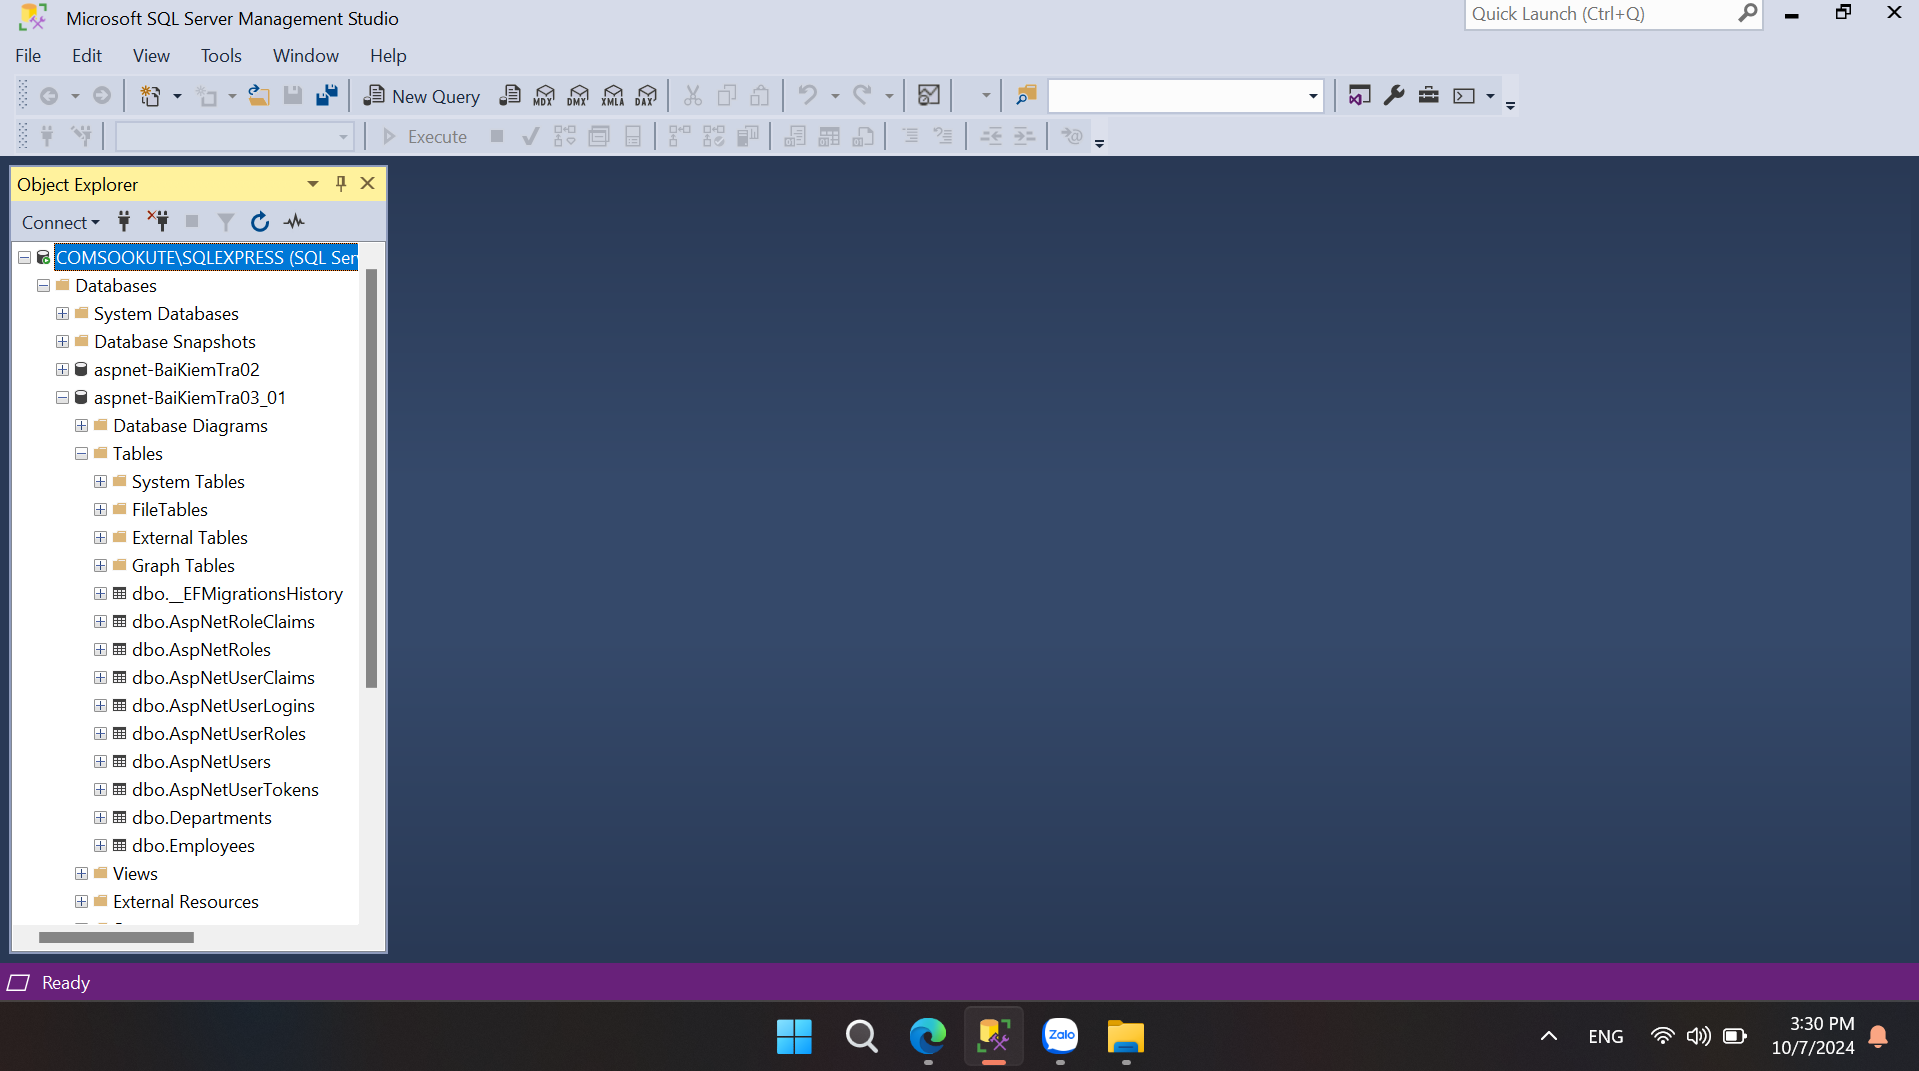 Microsoft SQL Server Management Studio
Quick Launch (Ctrl+Q)
File Edit View Tools Window Help
New Query MDX DMX XMLA DAX
Execute
Object Explorer
Connect
COMSOOKUTE\SQLEXPRESS (SQL Ser
Databases
System Databases
Database Snapshots
aspnet-BaiKiemTra02
aspnet-BaiKiemTra03_01
Database Diagrams
Tables
System Tables
FileTables
External Tables
Graph Tables
dbo.__EFMigrationsHistory
dbo.AspNetRoleClaims
dbo.AspNetRoles
dbo.AspNetUserClaims
dbo.AspNetUserLogins
dbo.AspNetUserRoles
dbo.AspNetUsers
dbo.AspNetUserTokens
dbo.Departments
dbo.Employees
Views
External Resources
Ready
Zalo
ENG
3:30 PM
10/7/2024